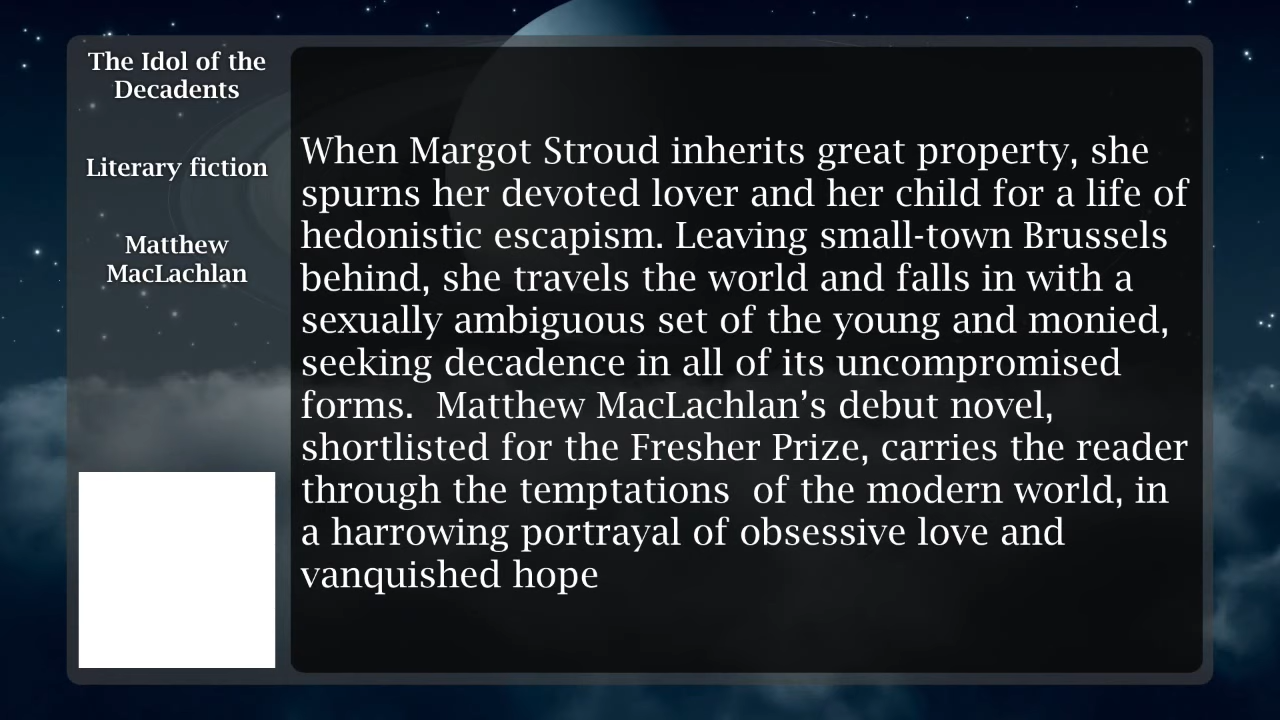 The Idol of the
Decadents
Literary fiction
Matthew
MacLachlan
When Margot Stroud inherits great property, she
spurns her devoted lover and her child for a life of
hedonistic escapism. Leaving small-town Brussels
behind, she travels the world and falls in with a
sexually ambiguous set of the young and monied,
seeking decadence in all of its uncompromised
forms.  Matthew MacLachlan’s debut novel,
shortlisted for the Fresher Prize, carries the reader
through the temptations  of the modern world, in
a harrowing portrayal of obsessive love and
vanquished hope